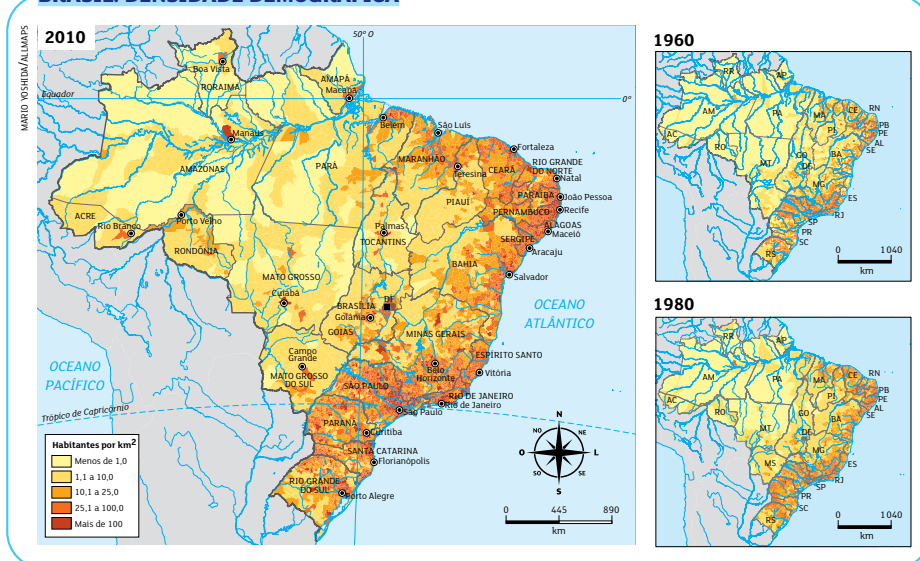 BRASIL: DENSIDADE DEMOGRÁFICA
MARIO YOSHIDA/ALLMAPS
2010
50° O
Equador
0°
Boa Vista
RORAIMA
AMAPÁ
Macapá
Manaus
Belém
São Luís
Fortaleza
AMAZONAS
PARÁ
MARANHÃO
Teresina
CEARÁ
RIO GRANDE
DO NORTE
Natal
PARAÍBA
João Pessoa
PIAUÍ
PERNAMBUCO
Recife
ACRE
Rio Branco
Porto Velho
Palmas
TOCANTINS
ALAGOAS
Maceió
SERGIPE
Aracaju
RONDÔNIA
BAHIA
MATO GROSSO
Salvador
Cuiabá
BRASÍLIA
DF
Goiânia
GOIÁS
MINAS GERAIS
OCEANO
ATLÂNTICO
Campo
Grande
MATO GROSSO
DO SUL
Belo
Horizonte
ESPÍRITO SANTO
Vitória
OCEANO
PACÍFICO
SÃO PAULO
RIO DE JANEIRO
Rio de Janeiro
São Paulo
Trópico de Capricórnio
PARANÁ
Curitiba
SANTA CATARINA
Florianópolis
RIO GRANDE
DO SUL
Porto Alegre
N
NO
NE
O
L
SO
SE
S
0 445 890
km
Habitantes por km²
Menos de 1,0
1,1 a 10,0
10,1 a 25,0
25,1 a 100,0
Mais de 100
1960
RR
AP
AM
PA
MA
CE
RN
PB
PE
AL
SE
PI
AC
RO
MT
GO
DF
BA
MG
ES
SP
RJ
PR
SC
RS
0 1 040
km
1980
RR
AP
AM
PA
MA
CE
RN
PB
PE
AL
SE
PI
AC
RO
MT
GO
DF
BA
MS
MG
ES
SP
RJ
PR
SC
RS
0 1 040
km